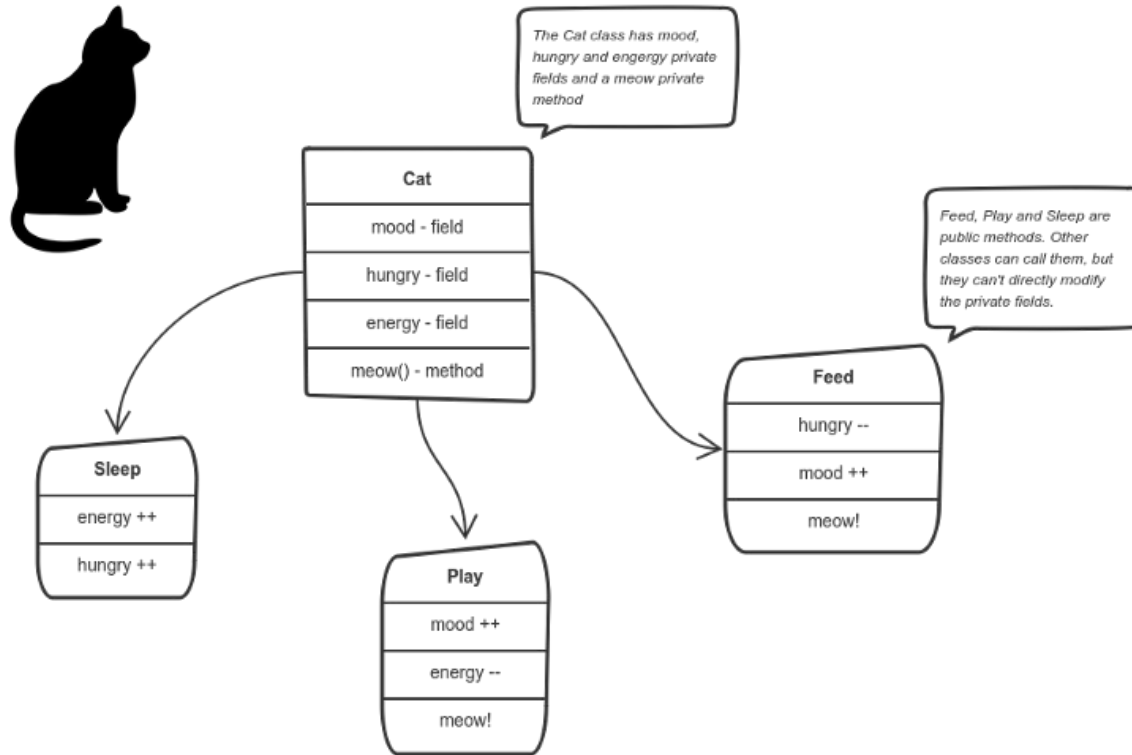 The Cat class has mood,
hungry and engergy private
fields and a meow private
method
Cat
mood - field
hungry - field
energy - field
meow() - method
Feed, Play and Sleep are
public methods. Other
classes can call them, but
they can't directly modify
the private fields.
Feed
hungry --
mood ++
meow!
Sleep
energy ++
hungry ++
Play
mood ++
energy --
meow!